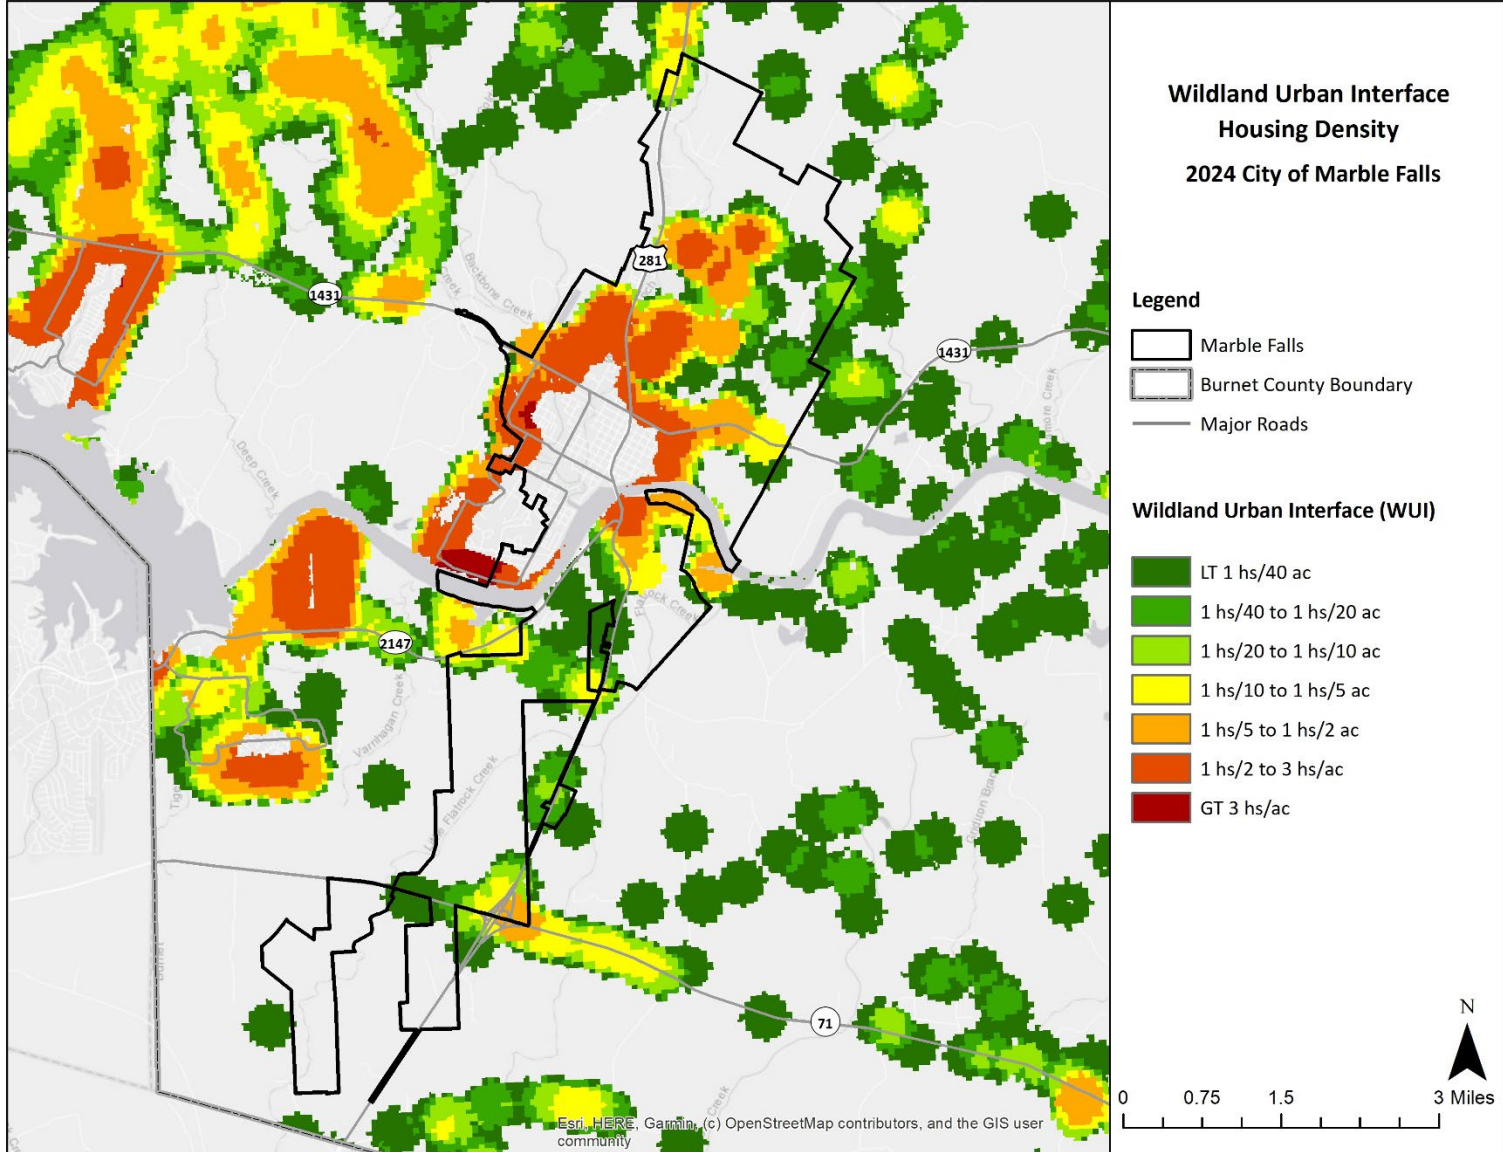 Wildland Urban Interface
Housing Density
2024 City of Marble Falls
Legend
Marble Falls
Burnet County Boundary
Major Roads
Wildland Urban Interface (WUI)
LT 1 hs/40 ac
1 hs/40 to 1 hs/20 ac
1 hs/20 to 1 hs/10 ac
1 hs/10 to 1 hs/5 ac
1 hs/5 to 1 hs/2 ac
1 hs/2 to 3 hs/ac
GT 3 hs/ac
N
0 0.75 1.5 3 Miles
281
1431
Backbone Creek
Creek
1431
Deep Creek
2147
Varnhagan Creek
Flatrock Creek
Burnet
71
Creek
Esri, HERE, Garmin, (c) OpenStreetMap contributors, and the GIS user
community